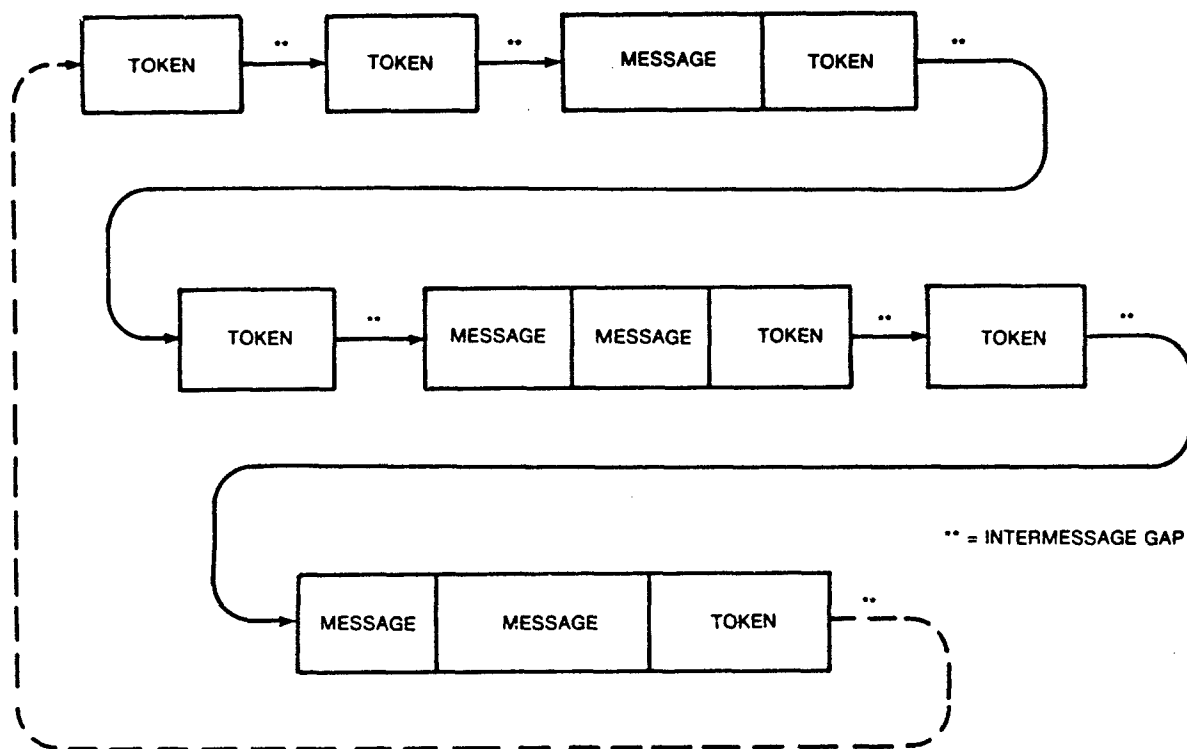 TOKEN ** TOKEN ** MESSAGE TOKEN **
TOKEN ** MESSAGE MESSAGE TOKEN ** TOKEN **
** = INTERMESSAGE GAP
MESSAGE MESSAGE TOKEN **